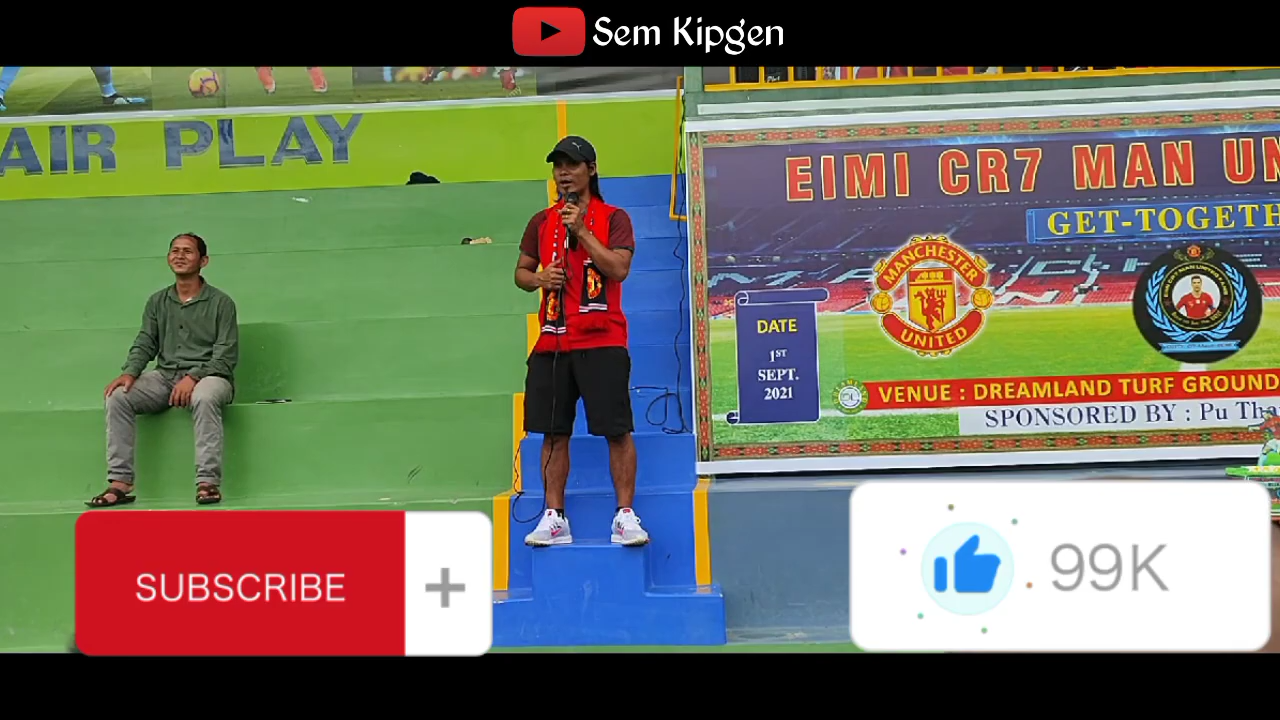 Sem Kipgen
AIR PLAY
EIMI CR7 MAN UN
GET-TOGETH
MANCHESTER
UNITED
DATE
1ST
SEPT.
2021
VENUE : DREAMLAND TURF GROUND
SPONSORED BY : Pu Tha
SUBSCRIBE +
99K